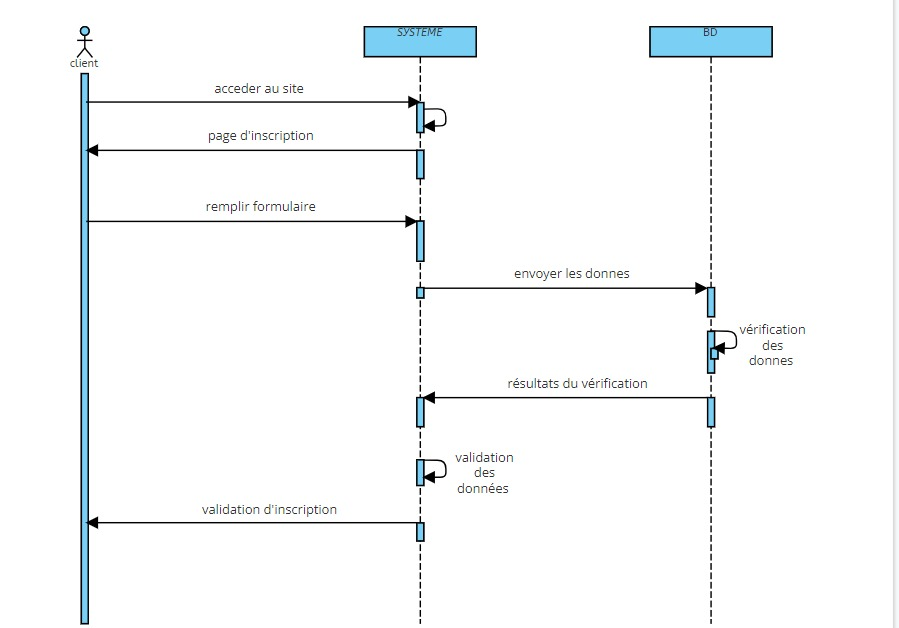 SYSTEME
BD
client
acceder au site
page d'inscription
remplir formulaire
envoyer les donnes
vérification
des
donnes
résultats du vérification
validation
des
données
validation d'inscription